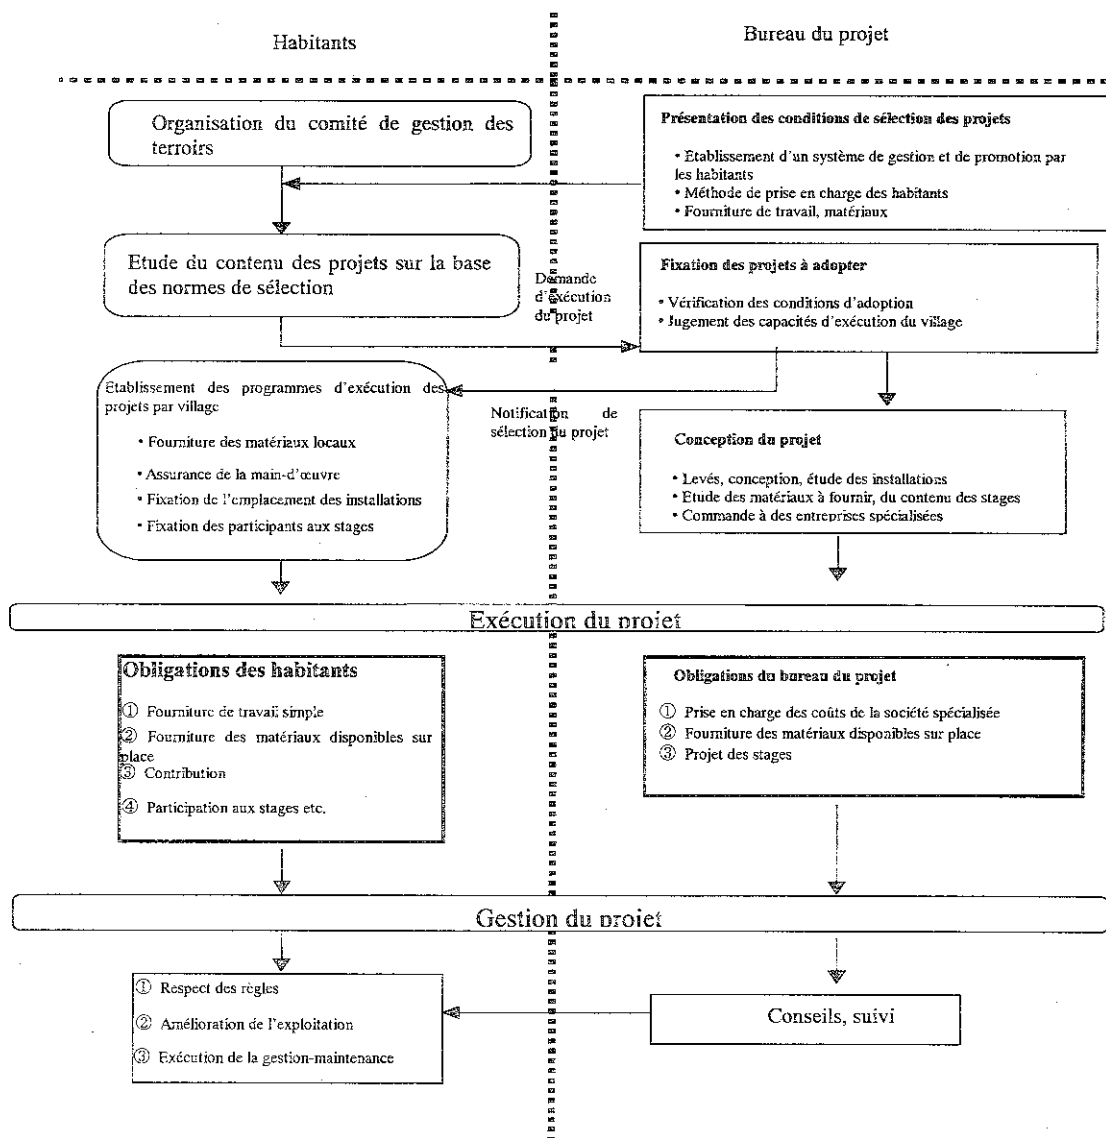 Habitants
Bureau du projet
Organisation du comité de gestion des
terroirs
Présentation des conditions de sélection des projets
• Etablissement d'un système de gestion et de promotion par
les habitants
• Méthode de prise en charge des habitants
• Fourniture de travail, matériaux
Etude du contenu des projets sur la base
des normes de sélection
Demande
d'exécution
du projet
Fixation des projets à adopter
• Vérification des conditions d'adoption
• Jugement des capacités d'exécution du village
Etablissement des programmes d'exécution des
projets par village
• Fourniture des matériaux locaux
• Assurance de la main-d'œuvre
• Fixation de l'emplacement des installations
• Fixation des participants aux stages
Notification de
sélection du projet
Conception du projet
• Levés, conception, étude des installations
• Etude des matériaux à fournir, du contenu des stages
• Commande à des entreprises spécialisées
Exécution du projet
Obligations des habitants
① Fourniture de travail simple
② Fourniture des matériaux disponibles sur
place
③ Contribution
④ Participation aux stages etc.
Obligations du bureau du projet
① Prise en charge des coûts de la société spécialisée
② Fourniture des matériaux disponibles sur place
③ Projet des stages
Gestion du projet
① Respect des règles
② Amélioration de l'exploitation
③ Exécution de la gestion-maintenance
Conseils, suivi